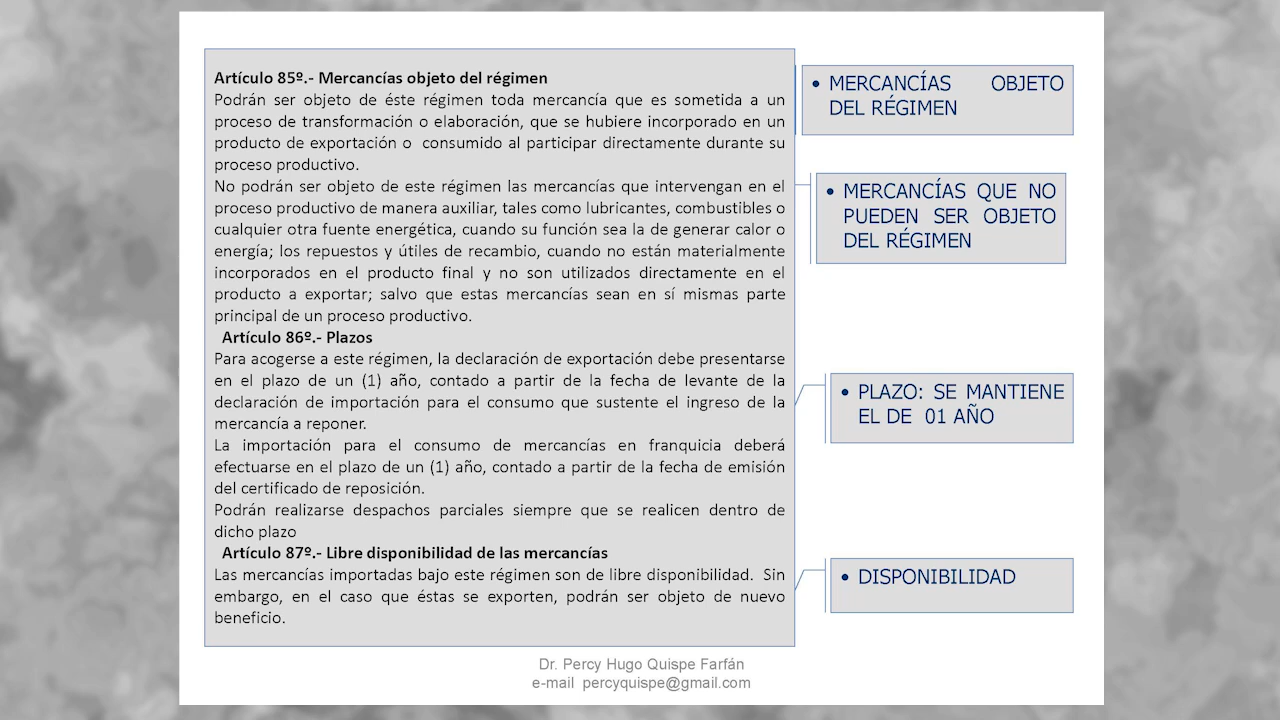 Artículo 85º.- Mercancías objeto del régimen
Podrán ser objeto de éste régimen toda mercancía que es sometida a un
proceso de transformación o elaboración, que se hubiere incorporado en un
producto de exportación o consumido al participar directamente durante su
proceso productivo.
No podrán ser objeto de este régimen las mercancías que intervengan en el
proceso productivo de manera auxiliar, tales como lubricantes, combustibles o
cualquier otra fuente energética, cuando su función sea la de generar calor o
energía; los repuestos y útiles de recambio, cuando no están materialmente
incorporados en el producto final y no son utilizados directamente en el
producto a exportar; salvo que estas mercancías sean en sí mismas parte
principal de un proceso productivo.
Artículo 86º.- Plazos
Para acogerse a este régimen, la declaración de exportación debe presentarse
en el plazo de un (1) año, contado a partir de la fecha de levante de la
declaración de importación para el consumo que sustente el ingreso de la
mercancía a reponer.
La importación para el consumo de mercancías en franquicia deberá
efectuarse en el plazo de un (1) año, contado a partir de la fecha de emisión
del certificado de reposición.
Podrán realizarse despachos parciales siempre que se realicen dentro de
dicho plazo
Artículo 87º.- Libre disponibilidad de las mercancías
Las mercancías importadas bajo este régimen son de libre disponibilidad. Sin
embargo, en el caso que éstas se exporten, podrán ser objeto de nuevo
beneficio.
• MERCANCÍAS OBJETO
DEL RÉGIMEN
• MERCANCÍAS QUE NO
PUEDEN SER OBJETO
DEL RÉGIMEN
• PLAZO: SE MANTIENE
EL DE 01 AÑO
• DISPONIBILIDAD
Dr. Percy Hugo Quispe Farfán
e-mail percyquispe@gmail.com